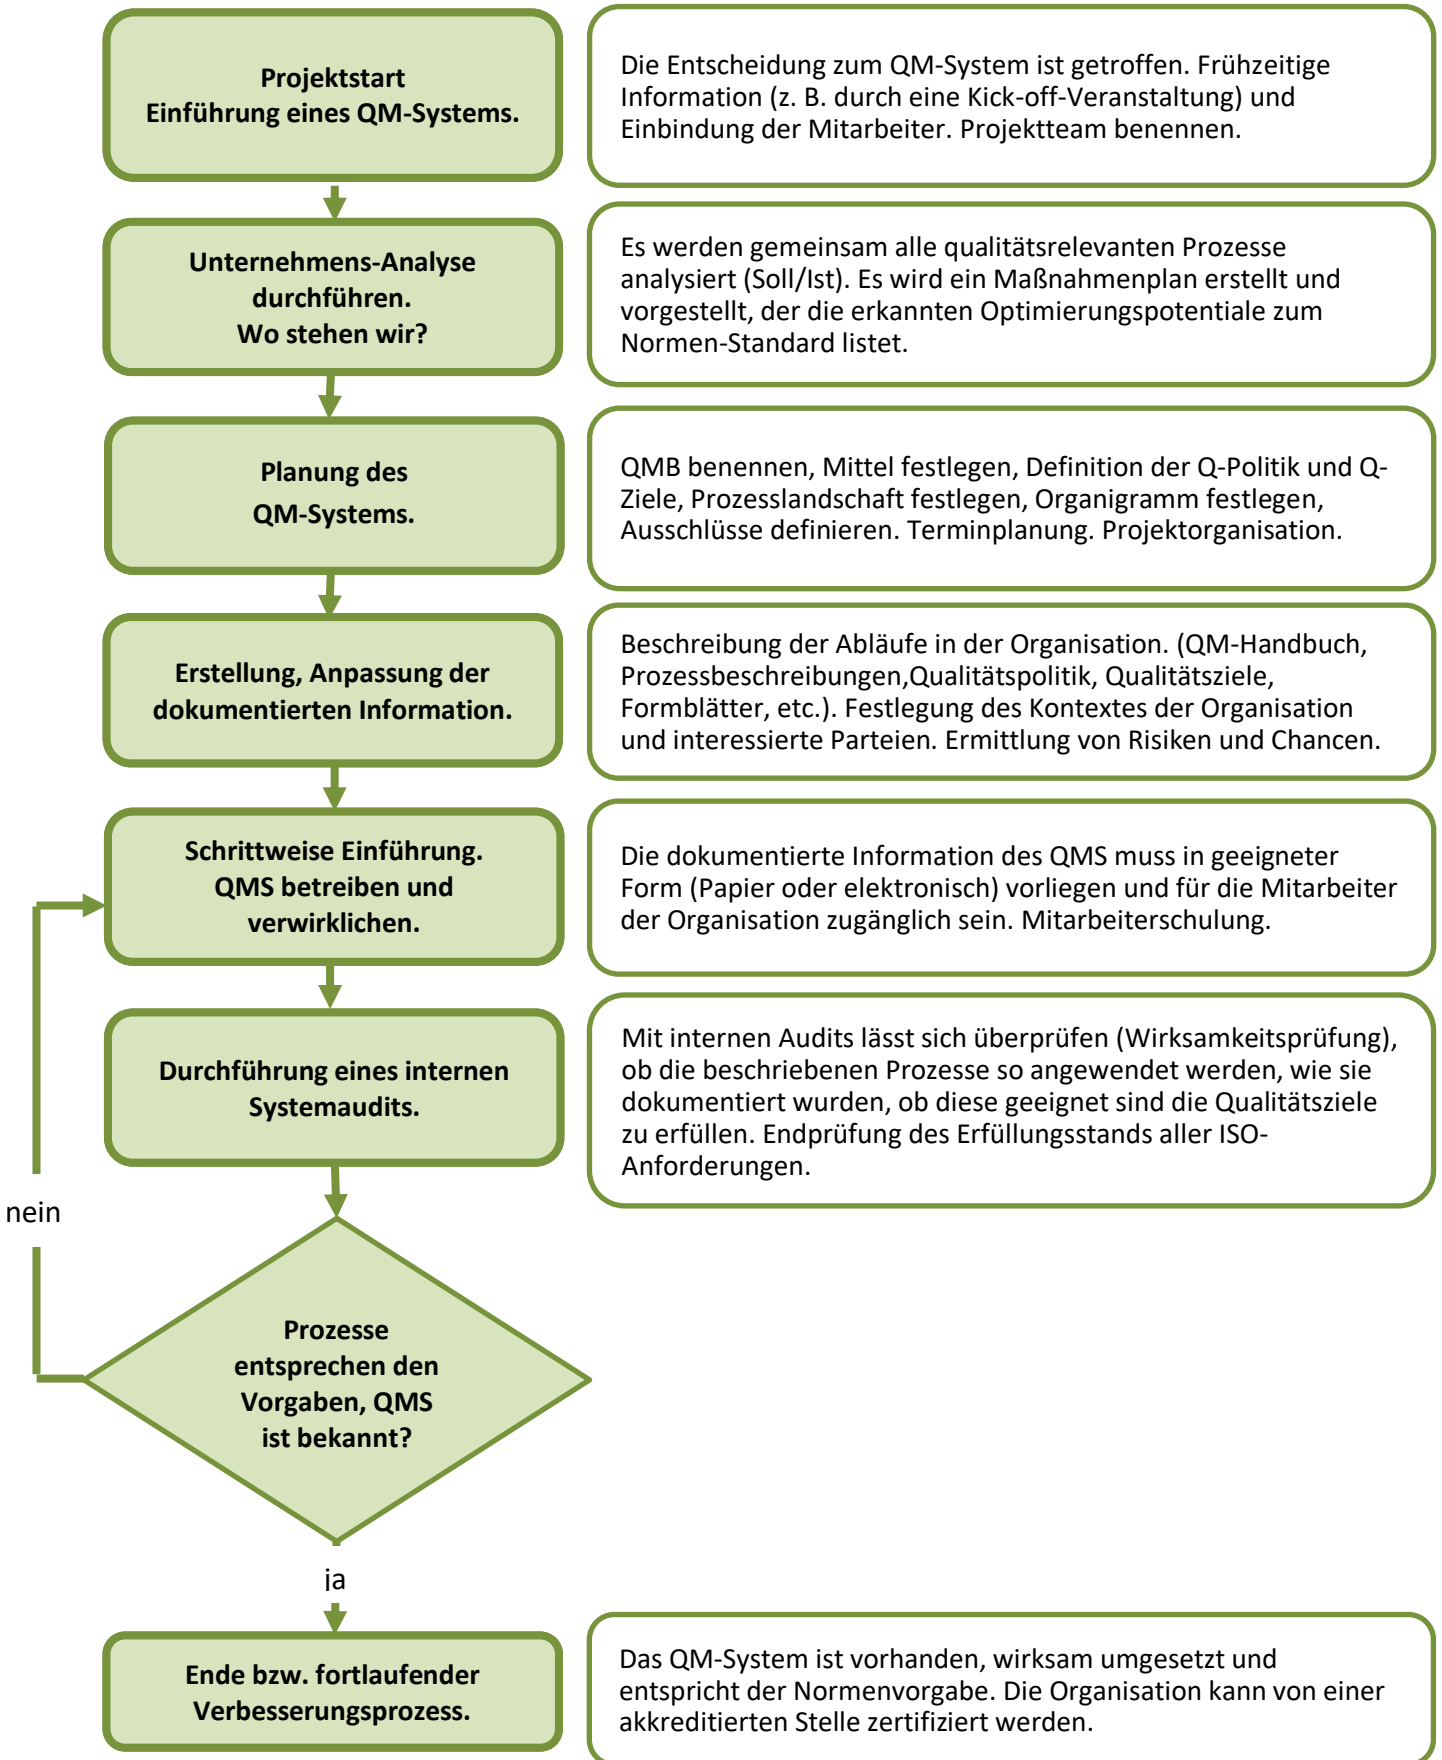 Projektstart
Einführung eines QM-Systems.
Die Entscheidung zum QM-System ist getroffen. Frühzeitige
Information (z. B. durch eine Kick-off-Veranstaltung) und
Einbindung der Mitarbeiter. Projektteam benennen.
Unternehmens-Analyse
durchführen.
Wo stehen wir?
Es werden gemeinsam alle qualitätsrelevanten Prozesse
analysiert (Soll/Ist). Es wird ein Maßnahmenplan erstellt und
vorgestellt, der die erkannten Optimierungspotentiale zum
Normen-Standard listet.
Planung des
QM-Systems.
QMB benennen, Mittel festlegen, Definition der Q-Politik und Q-
Ziele, Prozesslandschaft festlegen, Organigramm festlegen,
Ausschlüsse definieren. Terminplanung. Projektorganisation.
Erstellung, Anpassung der
dokumentierten Information.
Beschreibung der Abläufe in der Organisation. (QM-Handbuch,
Prozessbeschreibungen,Qualitätspolitik, Qualitätsziele,
Formblätter, etc.). Festlegung des Kontextes der Organisation
und interessierte Parteien. Ermittlung von Risiken und Chancen.
Schrittweise Einführung.
QMS betreiben und
verwirklichen.
Die dokumentierte Information des QMS muss in geeigneter
Form (Papier oder elektronisch) vorliegen und für die Mitarbeiter
der Organisation zugänglich sein. Mitarbeiterschulung.
Durchführung eines internen
Systemaudits.
Mit internen Audits lässt sich überprüfen (Wirksamkeitsprüfung),
ob die beschriebenen Prozesse so angewendet werden, wie sie
dokumentiert wurden, ob diese geeignet sind die Qualitätsziele
zu erfüllen. Endprüfung des Erfüllungsstands aller ISO-
Anforderungen.
nein
Prozesse
entsprechen den
Vorgaben, QMS
ist bekannt?
ja
Ende bzw. fortlaufender
Verbesserungsprozess.
Das QM-System ist vorhanden, wirksam umgesetzt und
entspricht der Normenvorgabe. Die Organisation kann von einer
akkreditierten Stelle zertifiziert werden.